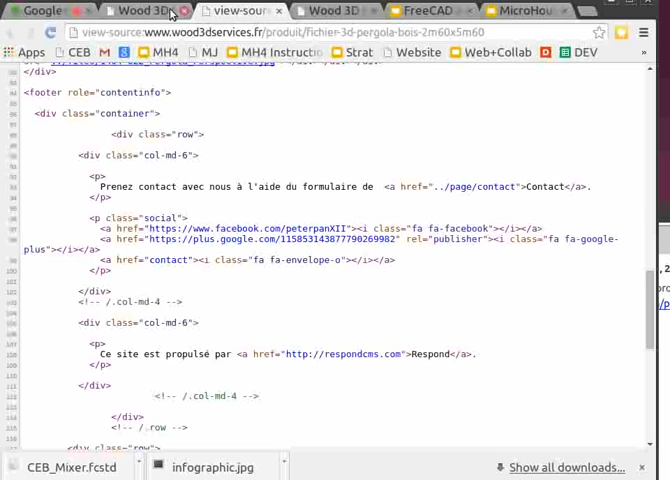 Google
Wood 3D
view-sour
Wood 3D
FreeCAD
MicroHou
view-source:www.wood3dservices.fr/produit/fichier-3d-pergola-bois-2m60x5m60
Apps CEB MH4 MH4 Instructi Strat Website Web+Collab DEV
</div>
<footer role="contentinfo">
<div class="container">
<div class="row">
<div class="col-md-6">
<p>
Prenez contact avec nous à l'aide du formulaire de <a href="../page/contact">Contact</a>.
</p>
<p class="social">
<a href="https://www.facebook.com/peterpanXII"><i class="fa fa-facebook"></i></a>
<a href="https://plus.google.com/115853143877790269982" rel="publisher"><i class="fa fa-google-
plus"></i></a>
<a href="contact"><i class="fa fa-envelope-o"></i></a>
</p>
</div>
<!-- /.col-md-4 -->
<div class="col-md-6">
<p>
Ce site est propulsé par <a href="http://respondcms.com">Respond</a>.
</p>
</div>
<!-- /.col-md-4 -->
</div>
<!-- /.row -->
<div class="row">
CEB_Mixer.fcstd
infographic.jpg
Show all downloads...